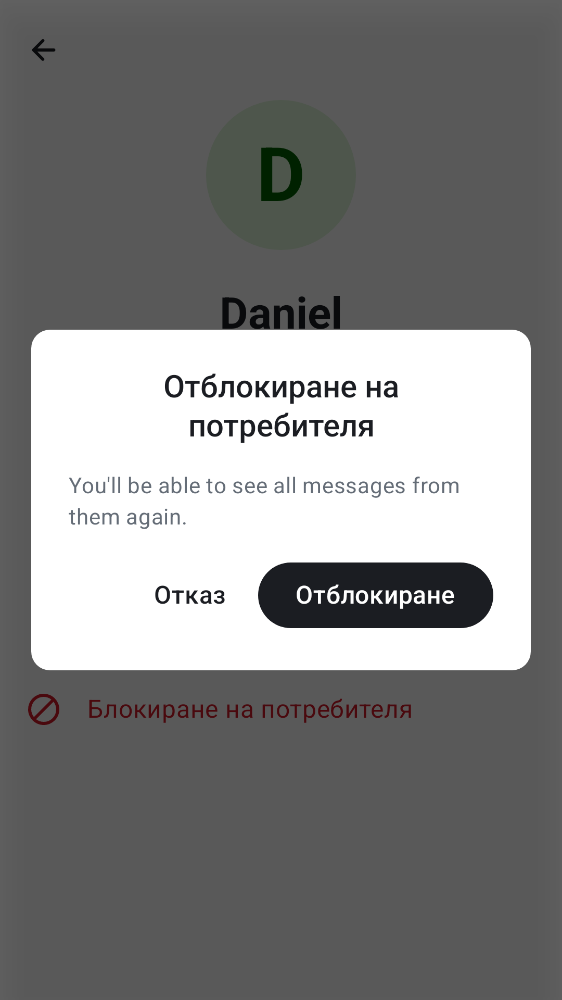 D
Daniel
Отблокиране на
потребителя
You'll be able to see all messages from
them again.
Отказ
Отблокиране
Блокиране на потребителя